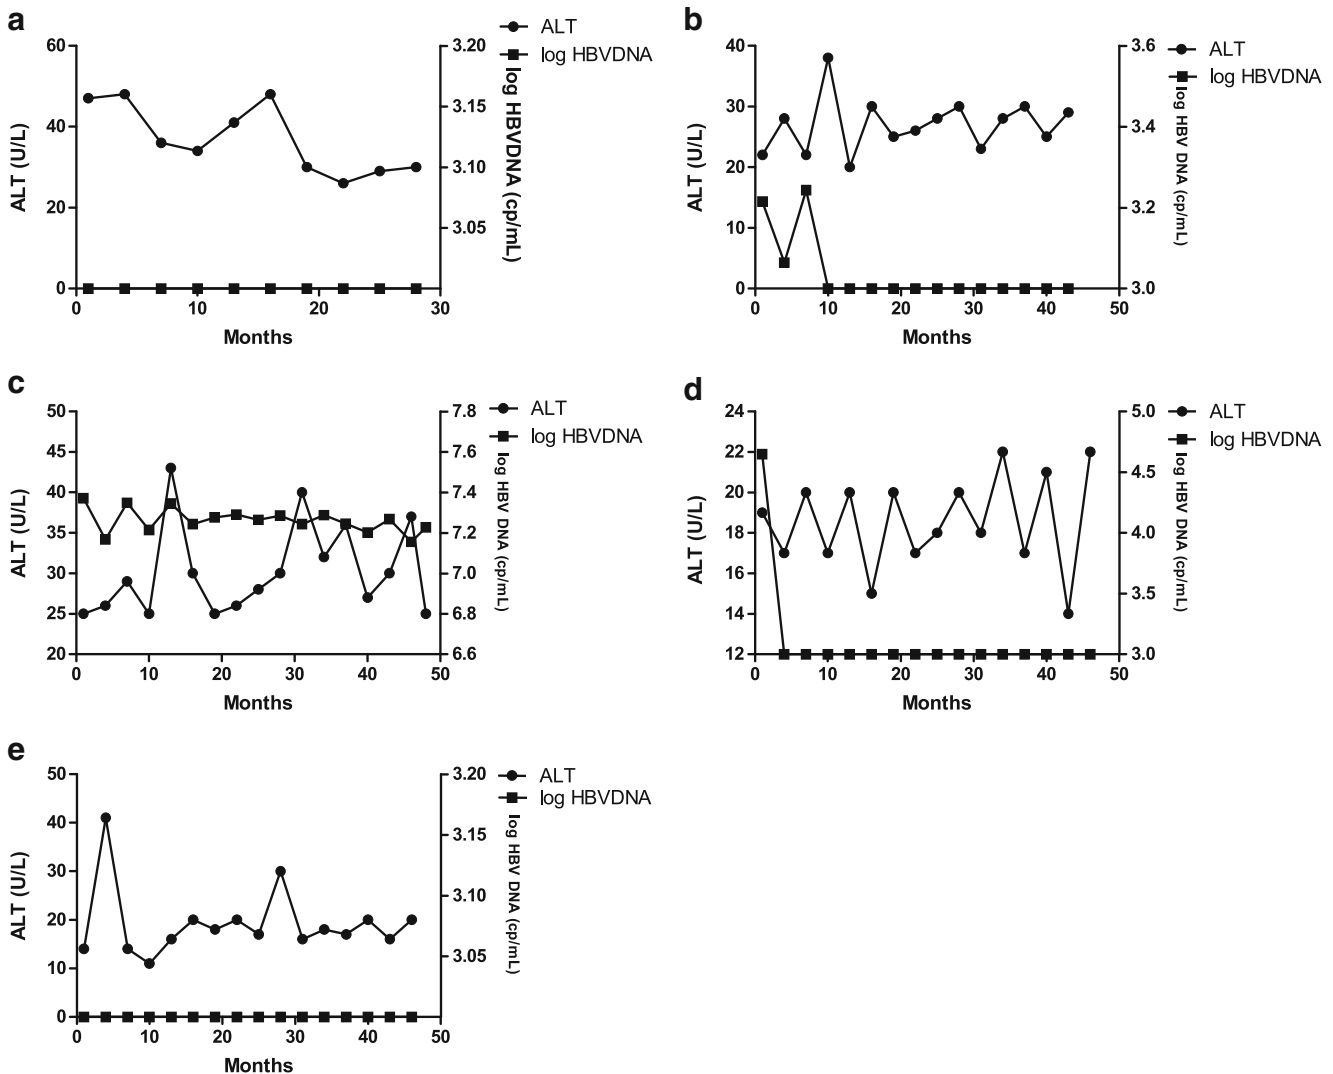 a
ALT
log HBVDNA
60
40
20
0
ALT (U/L)
3.20
3.15
3.10
3.05
log HBVDNA (cp/mL)
0 10 20 30
Months
b
ALT
log HBVDNA
40
30
20
10
0
ALT (U/L)
3.6
3.4
3.2
3.0
log HBV DNA (cp/mL)
0 10 20 30 40 50
Months
c
ALT
log HBVDNA
50
45
40
35
30
25
20
ALT (U/L)
7.8
7.6
7.4
7.2
7.0
6.8
6.6
log HBV DNA (cp/mL)
0 10 20 30 40 50
Months
d
ALT
log HBVDNA
24
22
20
18
16
14
12
ALT (U/L)
5.0
4.5
4.0
3.5
3.0
log HBV DNA (cp/mL)
0 10 20 30 40 50
Months
e
ALT
log HBVDNA
50
40
30
20
10
0
ALT (U/L)
3.20
3.15
3.10
3.05
log HBV DNA (cp/mL)
0 10 20 30 40 50
Months